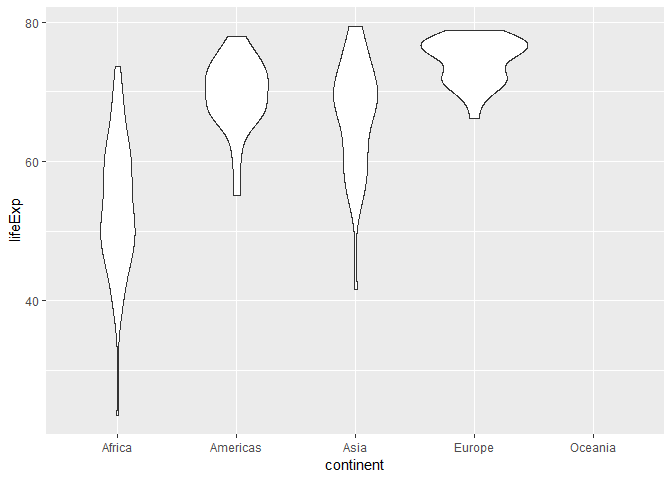 80
60
40
lifeExp
Africa
Americas
Asia
Europe
Oceania
continent